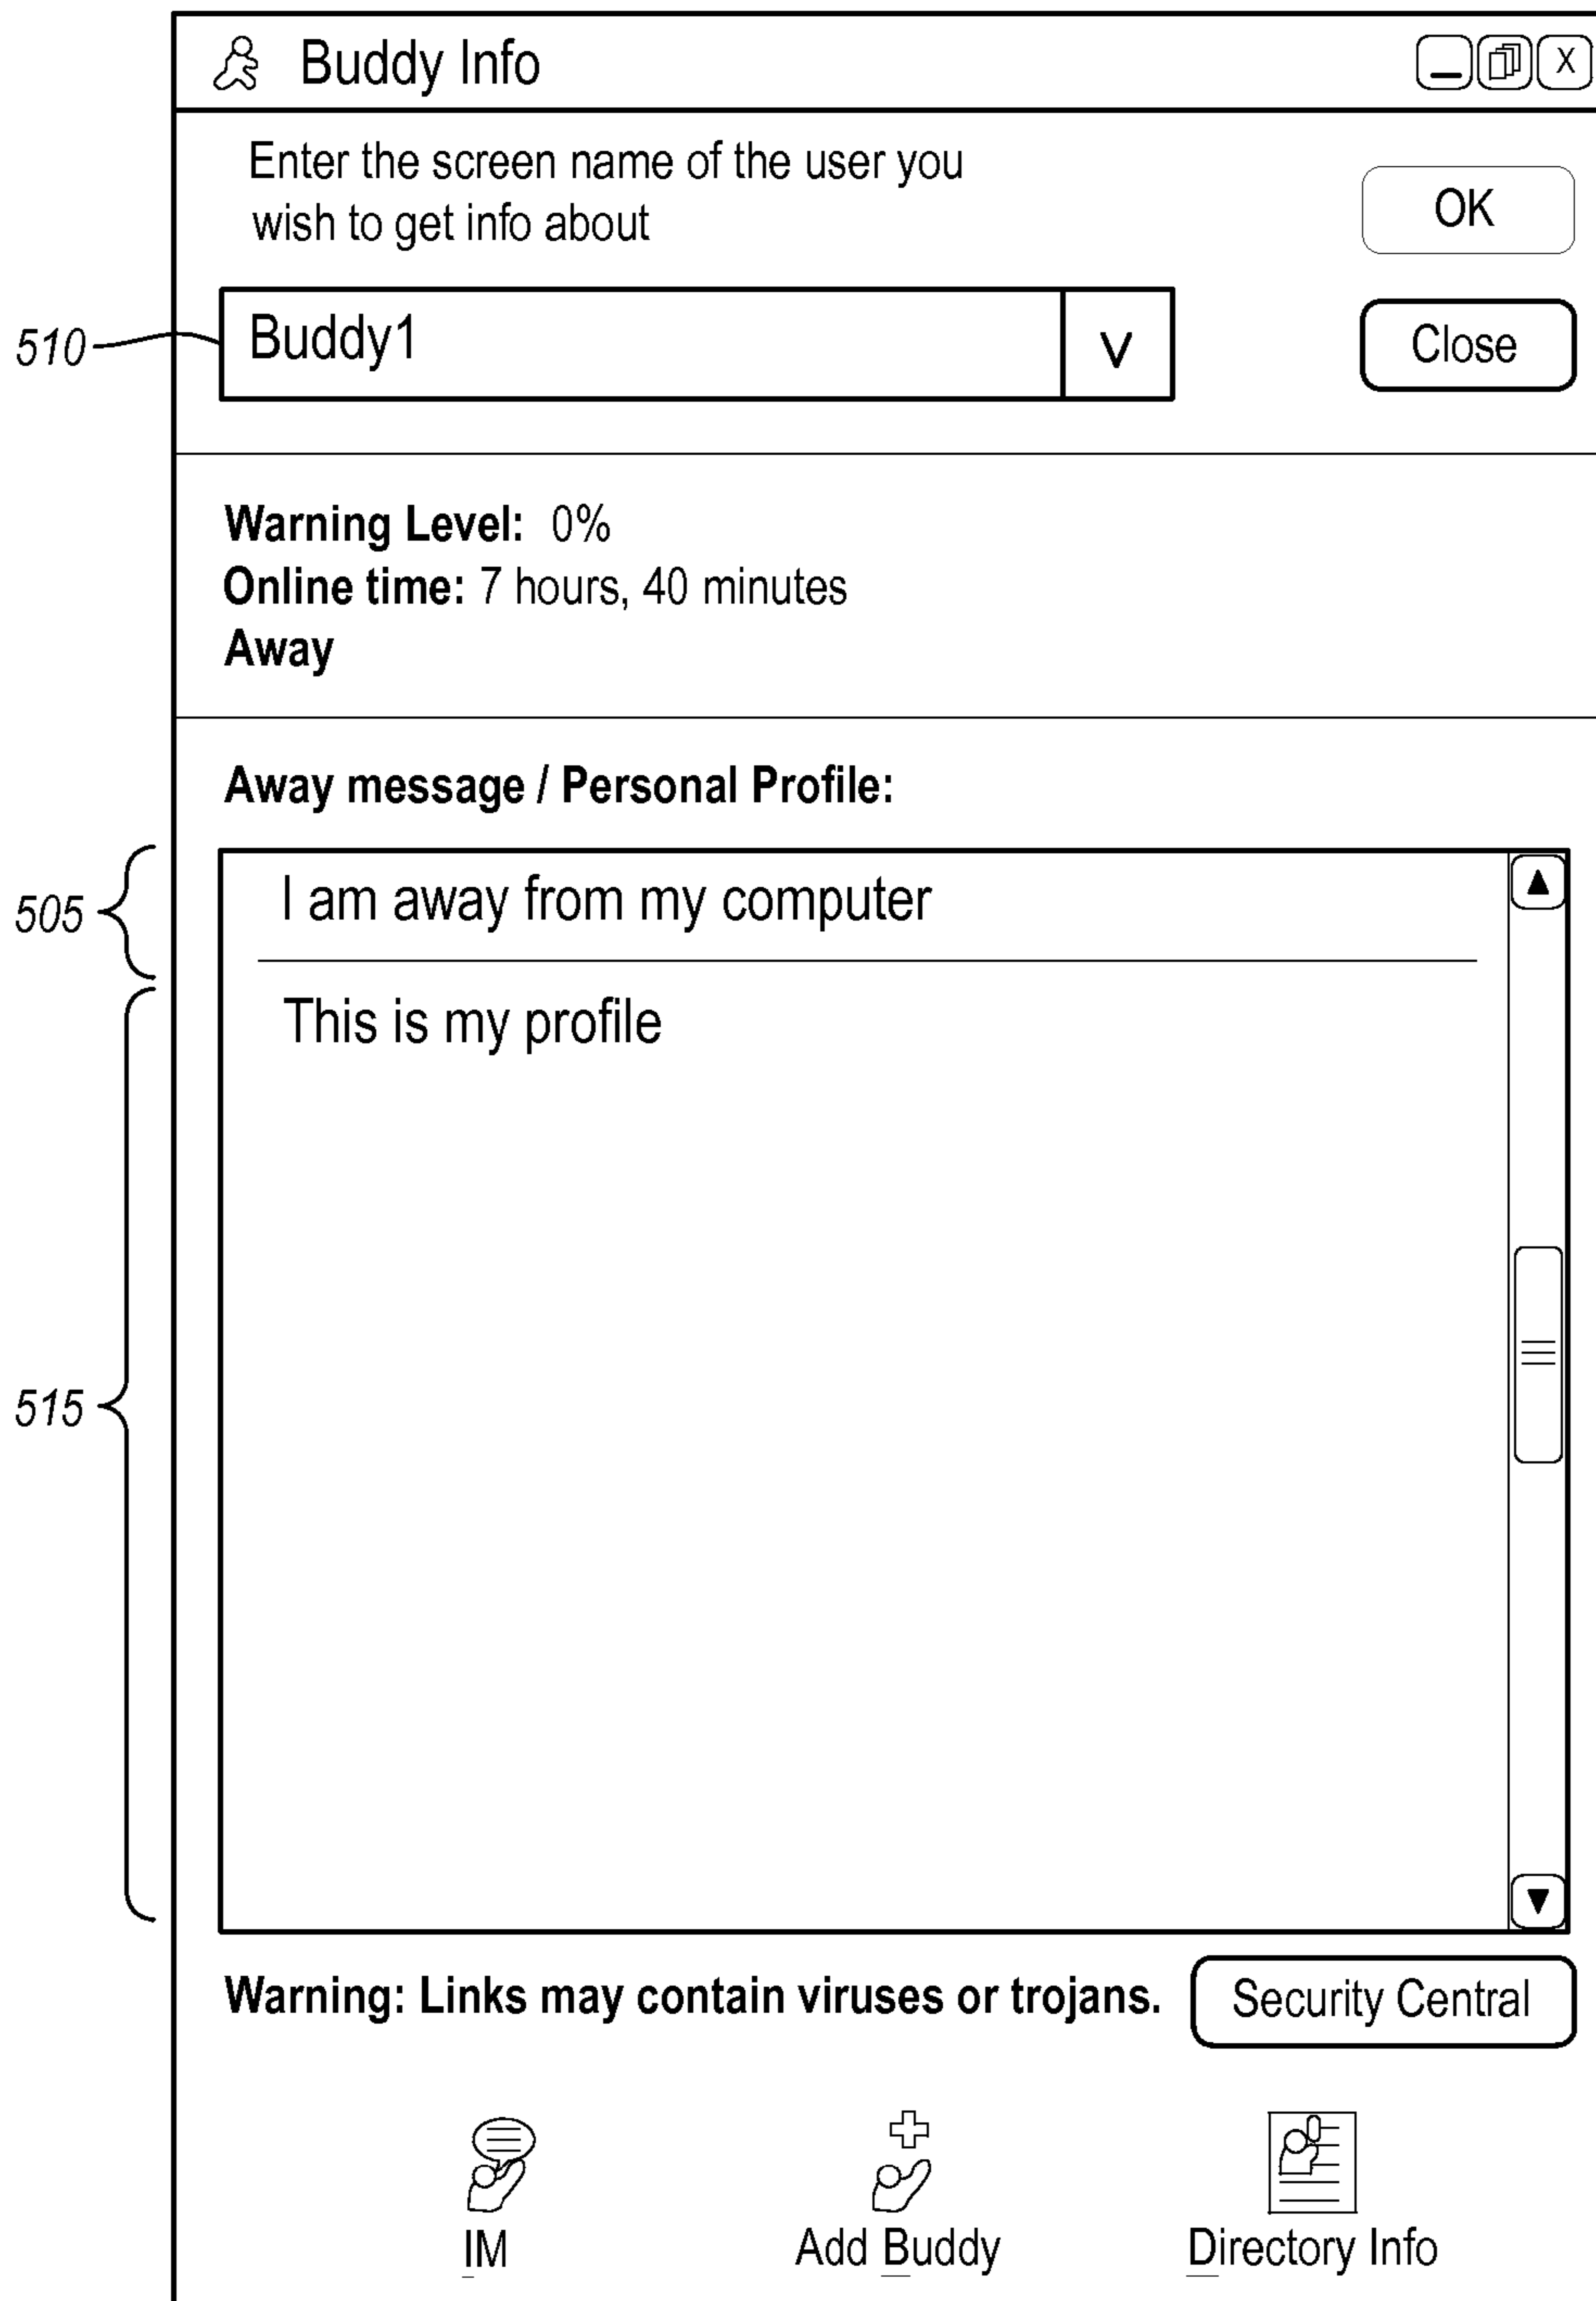 Buddy Info
X
Enter the screen name of the user you
wish to get info about
OK
510
Buddy1
V
Close
Warning Level: 0%
Online time: 7 hours, 40 minutes
Away
Away message / Personal Profile:
505
I am away from my computer
This is my profile
515
Warning: Links may contain viruses or trojans.
Security Central
IM
Add Buddy
Directory Info